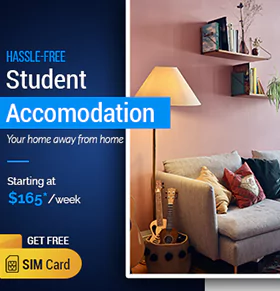 HASSLE-FREE
Student
Accomodation
Your home away from home
Starting at
$165*/week
GET FREE
SIM Card